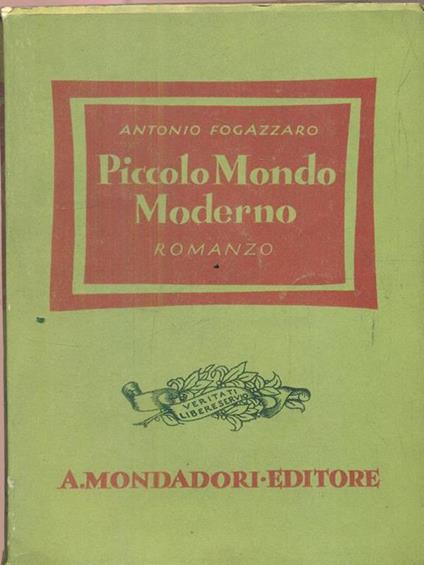 ANTONIO FOGAZZARO
Piccolo Mondo
Moderno
ROMANZO
VERITATI
LIBERE SERVIO
A. MONDADORI·EDITORE